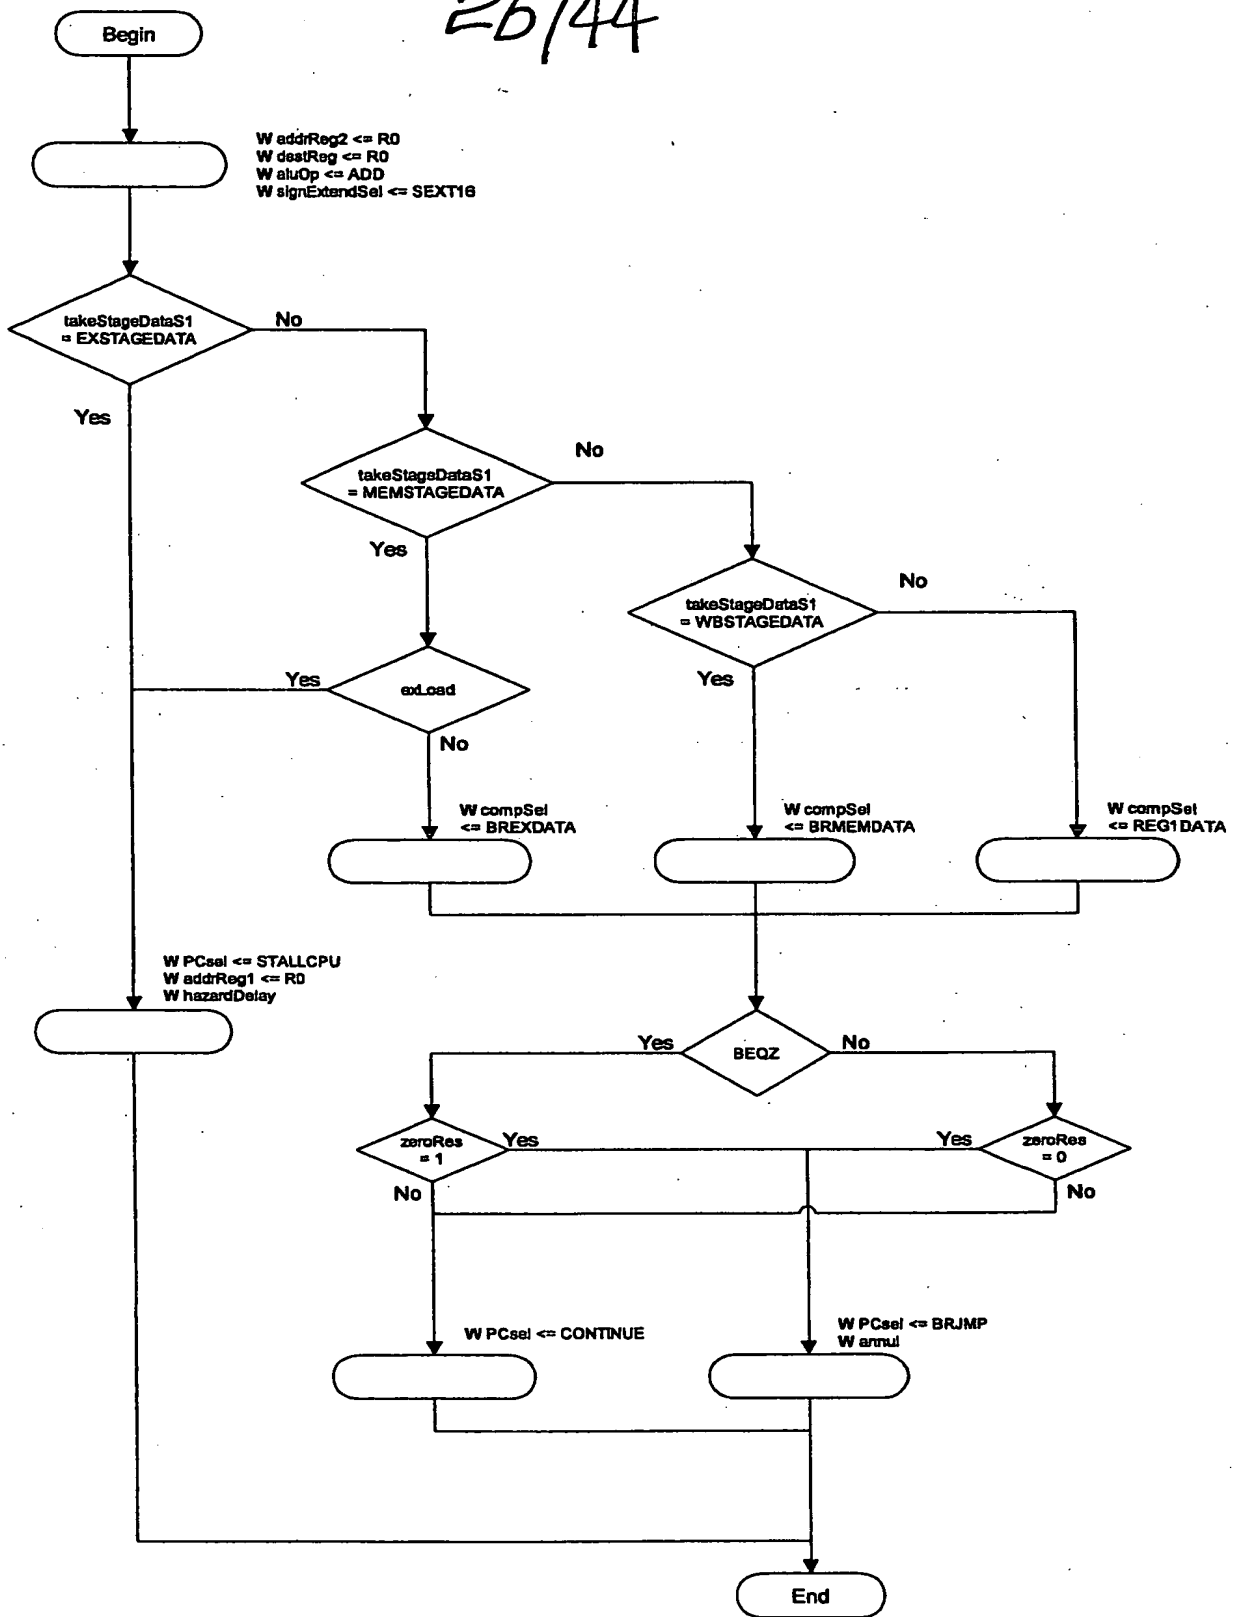 26/44
Begin
W addrReg2 <= R0
W destReg <= R0
W aluOp <= ADD
W signExtendSel <= SEXT16
takeStageDataS1
= EXSTAGEDATA
No
Yes
takeStageDataS1
= MEMSTAGEDATA
No
Yes
takeStageDataS1
= WBSTAGEDATA
No
Yes
exLoad
Yes
No
W compSel
<= BREXDATA
W compSel
<= BRMEMDATA
W compSel
<= REG1DATA
W PCsel <= STALLCPU
W addrReg1 <= R0
W hazardDelay
Yes
BEQZ
No
zeroRes
= 1
Yes
Yes
zeroRes
= 0
No
No
W PCsel <= CONTINUE
W PCsel <= BRJMP
W annul
End